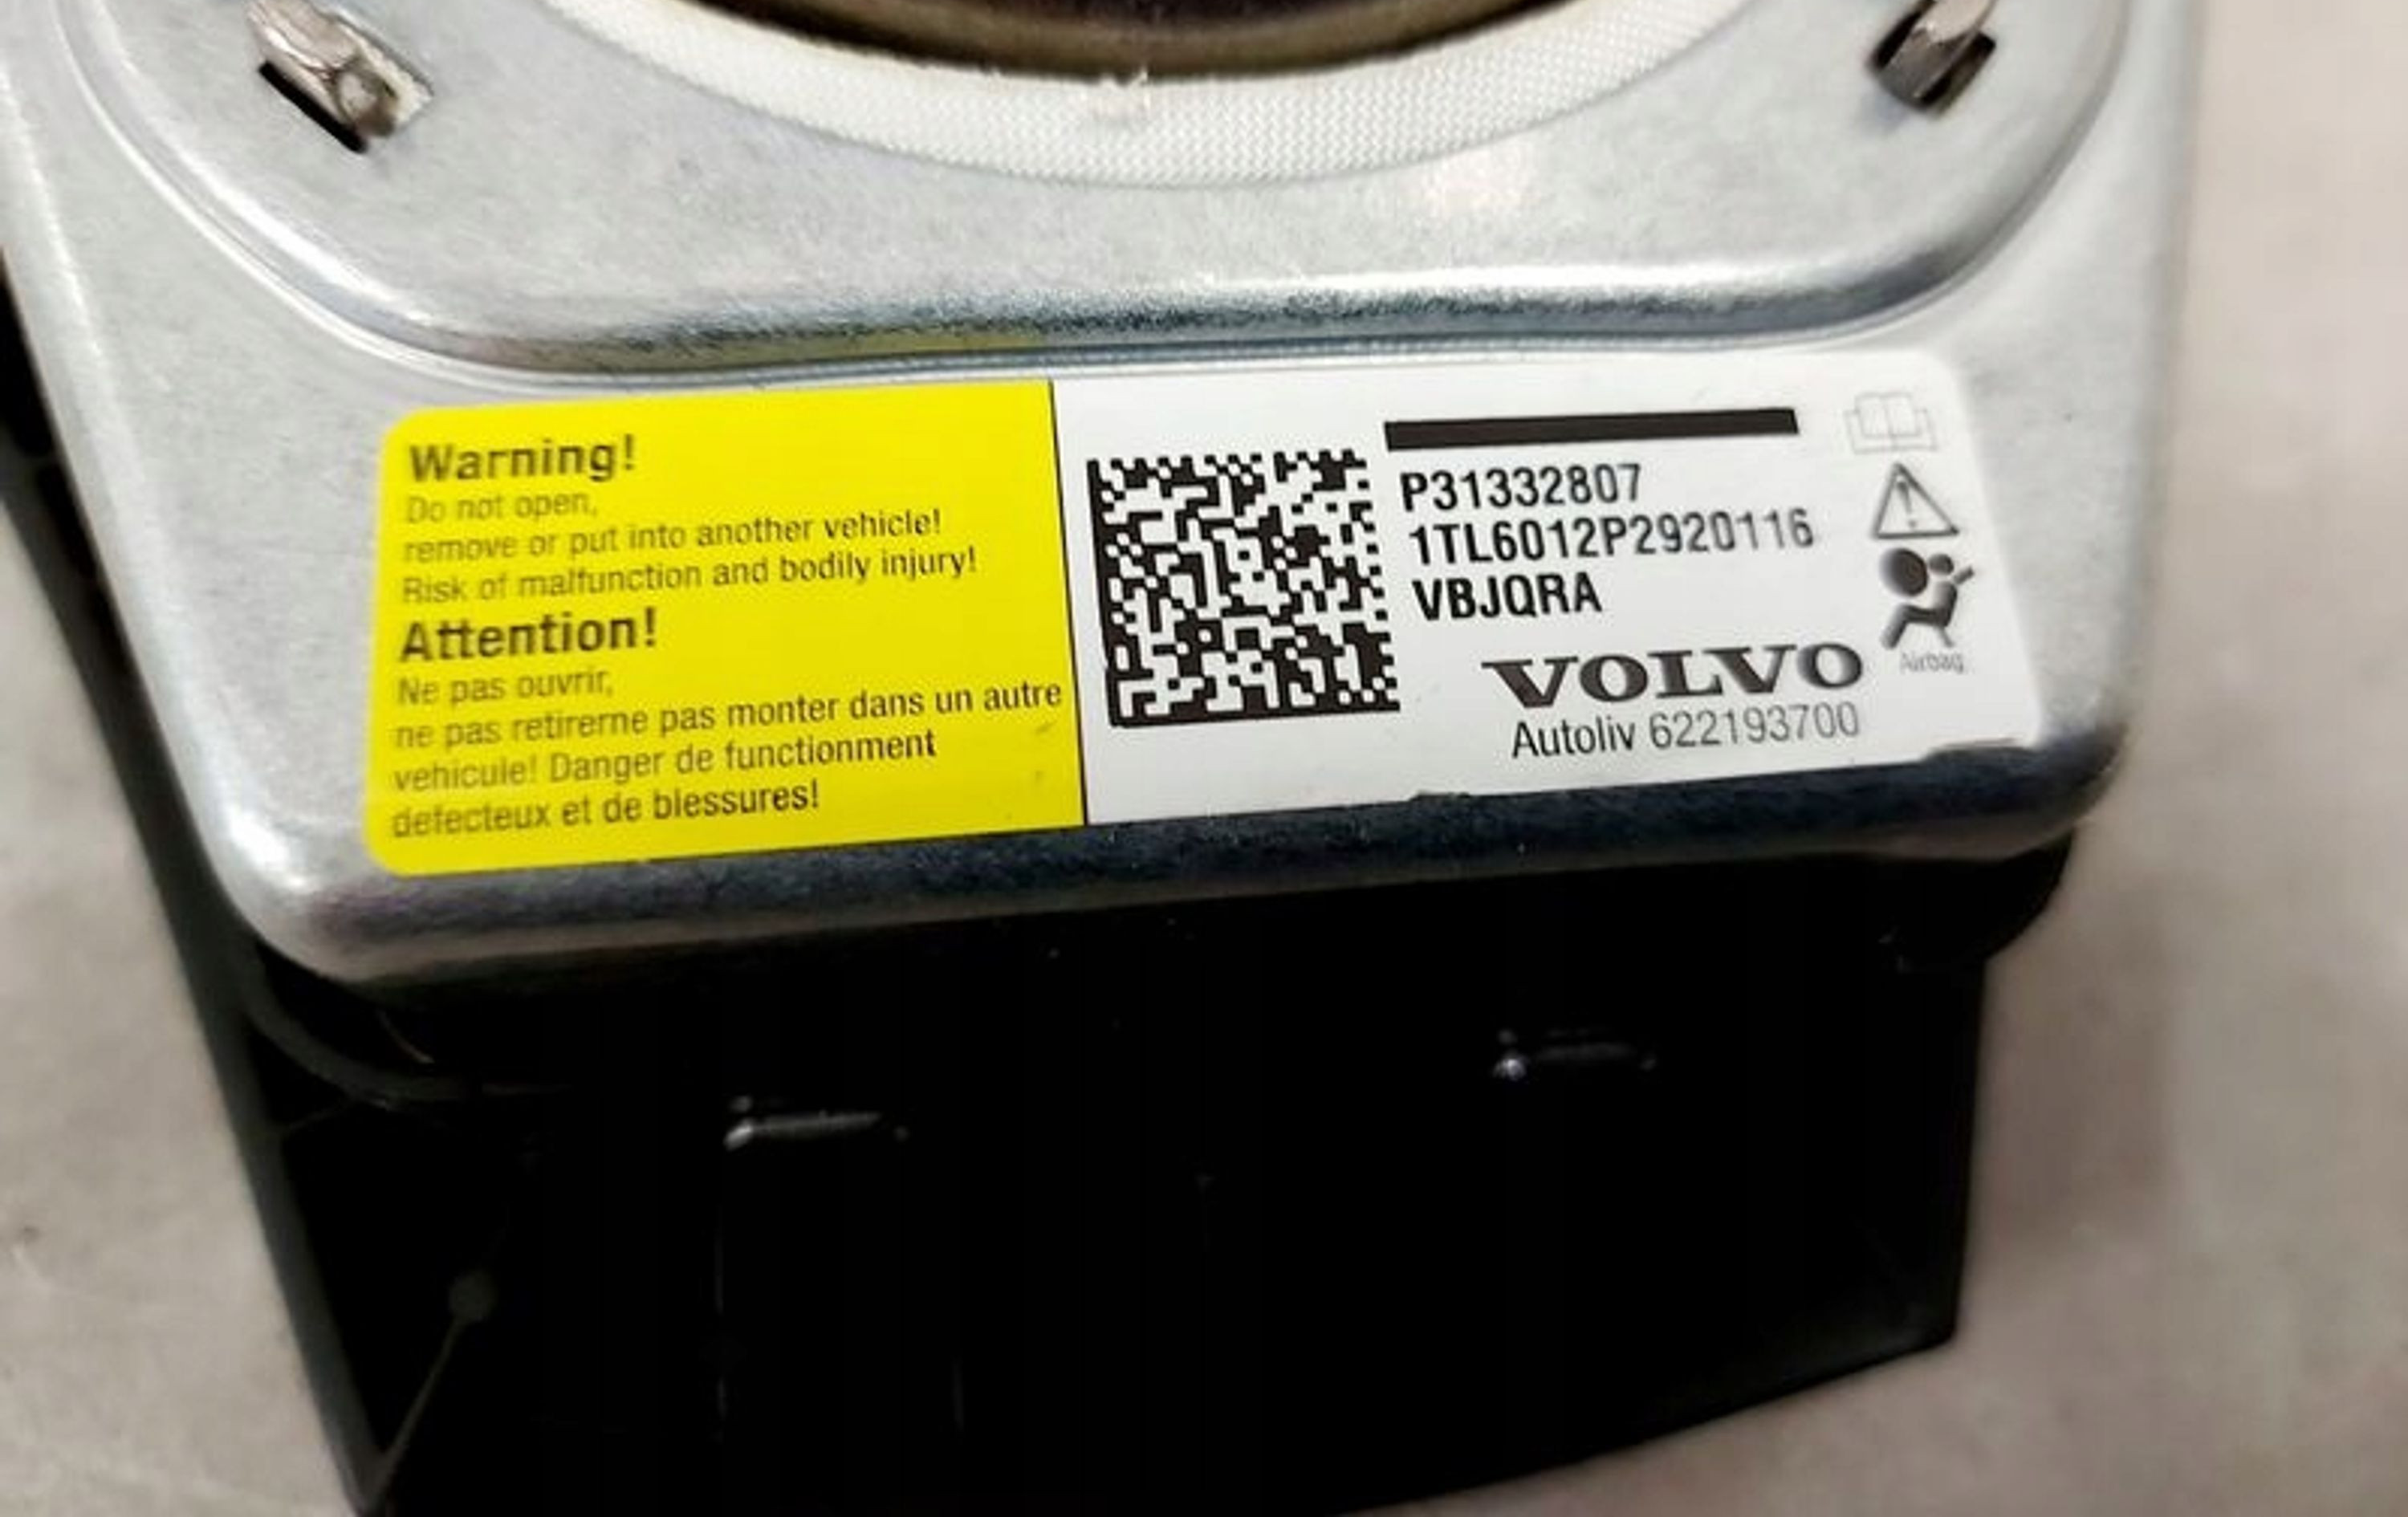 Warning!
Do not open,
remove or put into another vehicle!
Risk of malfunction and bodily injury!
Attention!
Ne pas ouvrir,
ne pas retirerne pas monter dans un autre
vehicule! Danger de functionment
defecteux et de blessures!
P31332807
1TL6012P2920116
VBJQRA
VOLVO
Autoliv 622193700
Airbag